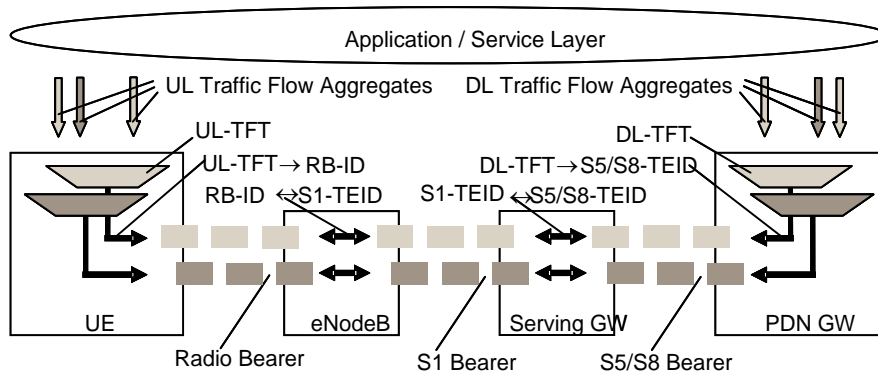 Application / Service Layer
UL Traffic Flow Aggregates
DL Traffic Flow Aggregates
UL-TFT
DL-TFT
UL-TFT → RB-ID
DL-TFT → S5/S8-TEID
RB-ID ↔ S1-TEID
S1-TEID ↔ S5/S8-TEID
UE
eNodeB
Serving GW
PDN GW
Radio Bearer
S1 Bearer
S5/S8 Bearer